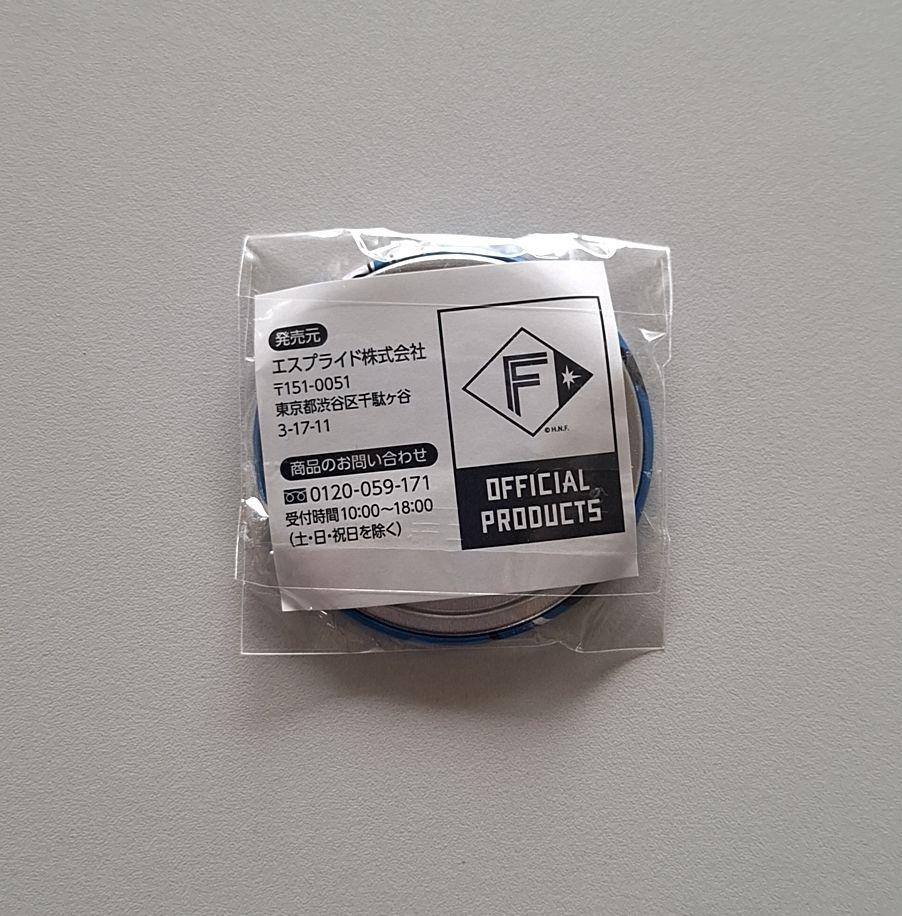 発売元
エスプライド株式会社
〒151-0051
東京都渋谷区千駄ヶ谷
3-17-11
商品のお問い合わせ
0120-059-171
受付時間10:00～18:00
(土・日・祝日を除く)
F
© H.N.F.
OFFICIAL
PRODUCTS